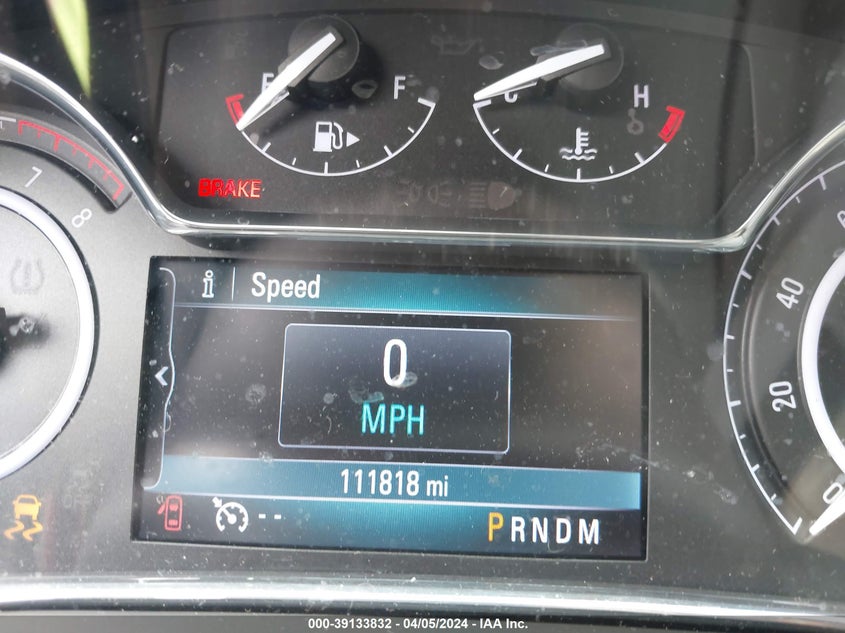 E F
C H
BRAKE
7
8
i Speed
0
MPH
111818 mi
--
PRNDM
6
40
20
0
000-39133832 - 04/05/2024 - IAA Inc.